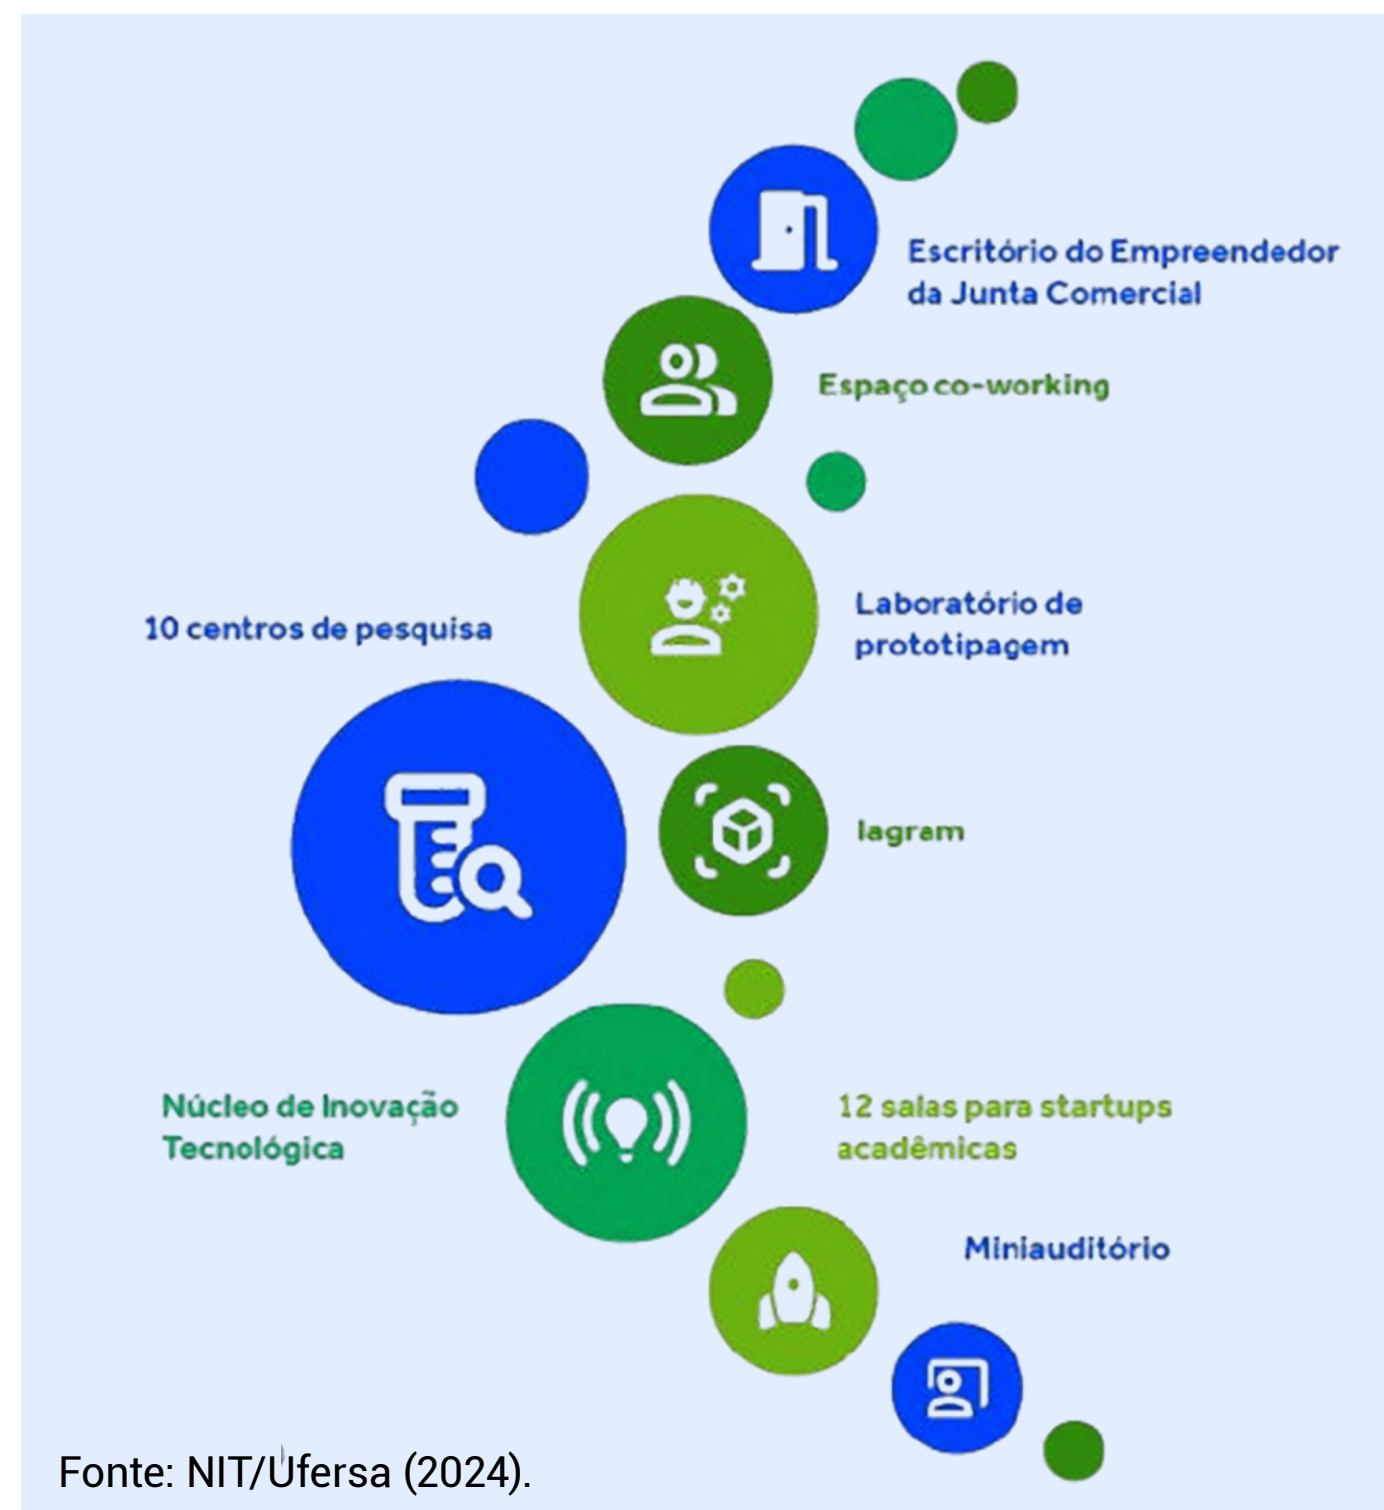 Escritório do Empreendedor
da Junta Comercial
Espaço co-working
10 centros de pesquisa
Laboratório de
prototipagem
Iagram
Núcleo de Inovação
Tecnológica
12 salas para startups
acadêmicas
Miniauditório
Fonte: NIT/Ufersa (2024).